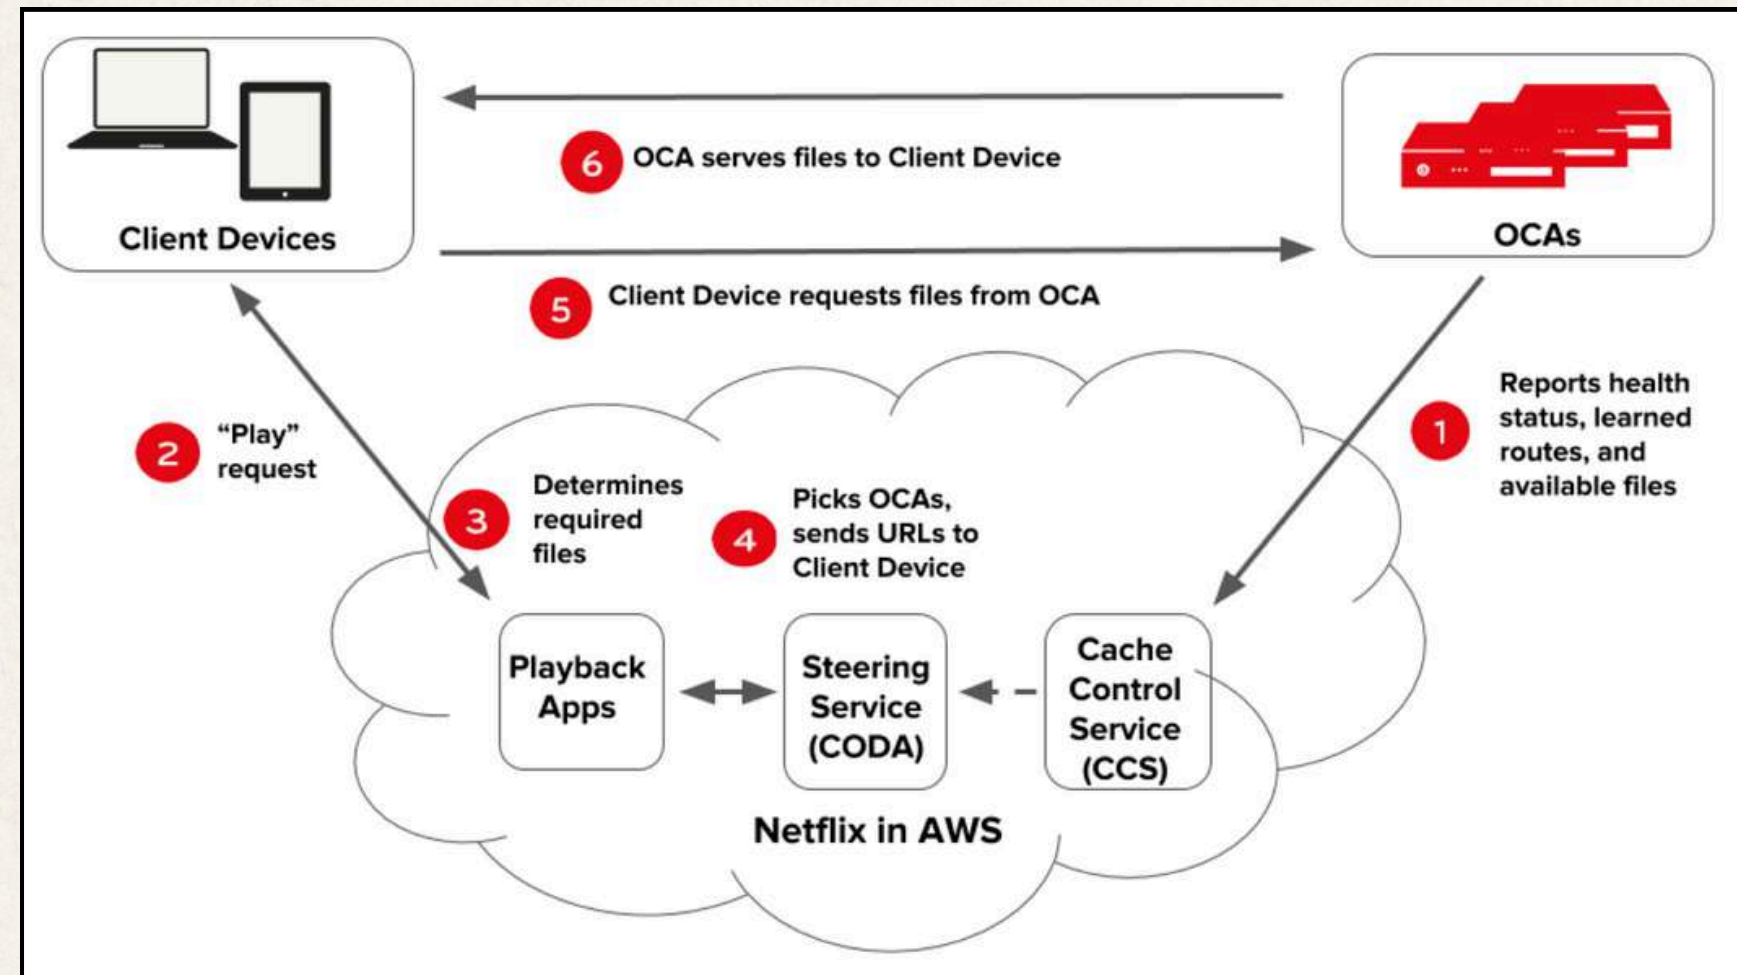 Client Devices
OCAs
6
OCA serves files to Client Device
5
Client Device requests files from OCA
1
Reports health
status, learned
routes, and
available files
2
“Play”
request
3
Determines
required
files
4
Picks OCAs,
sends URLs to
Client Device
Playback
Apps
Steering
Service
(CODA)
Cache
Control
Service
(CCS)
Netflix in AWS